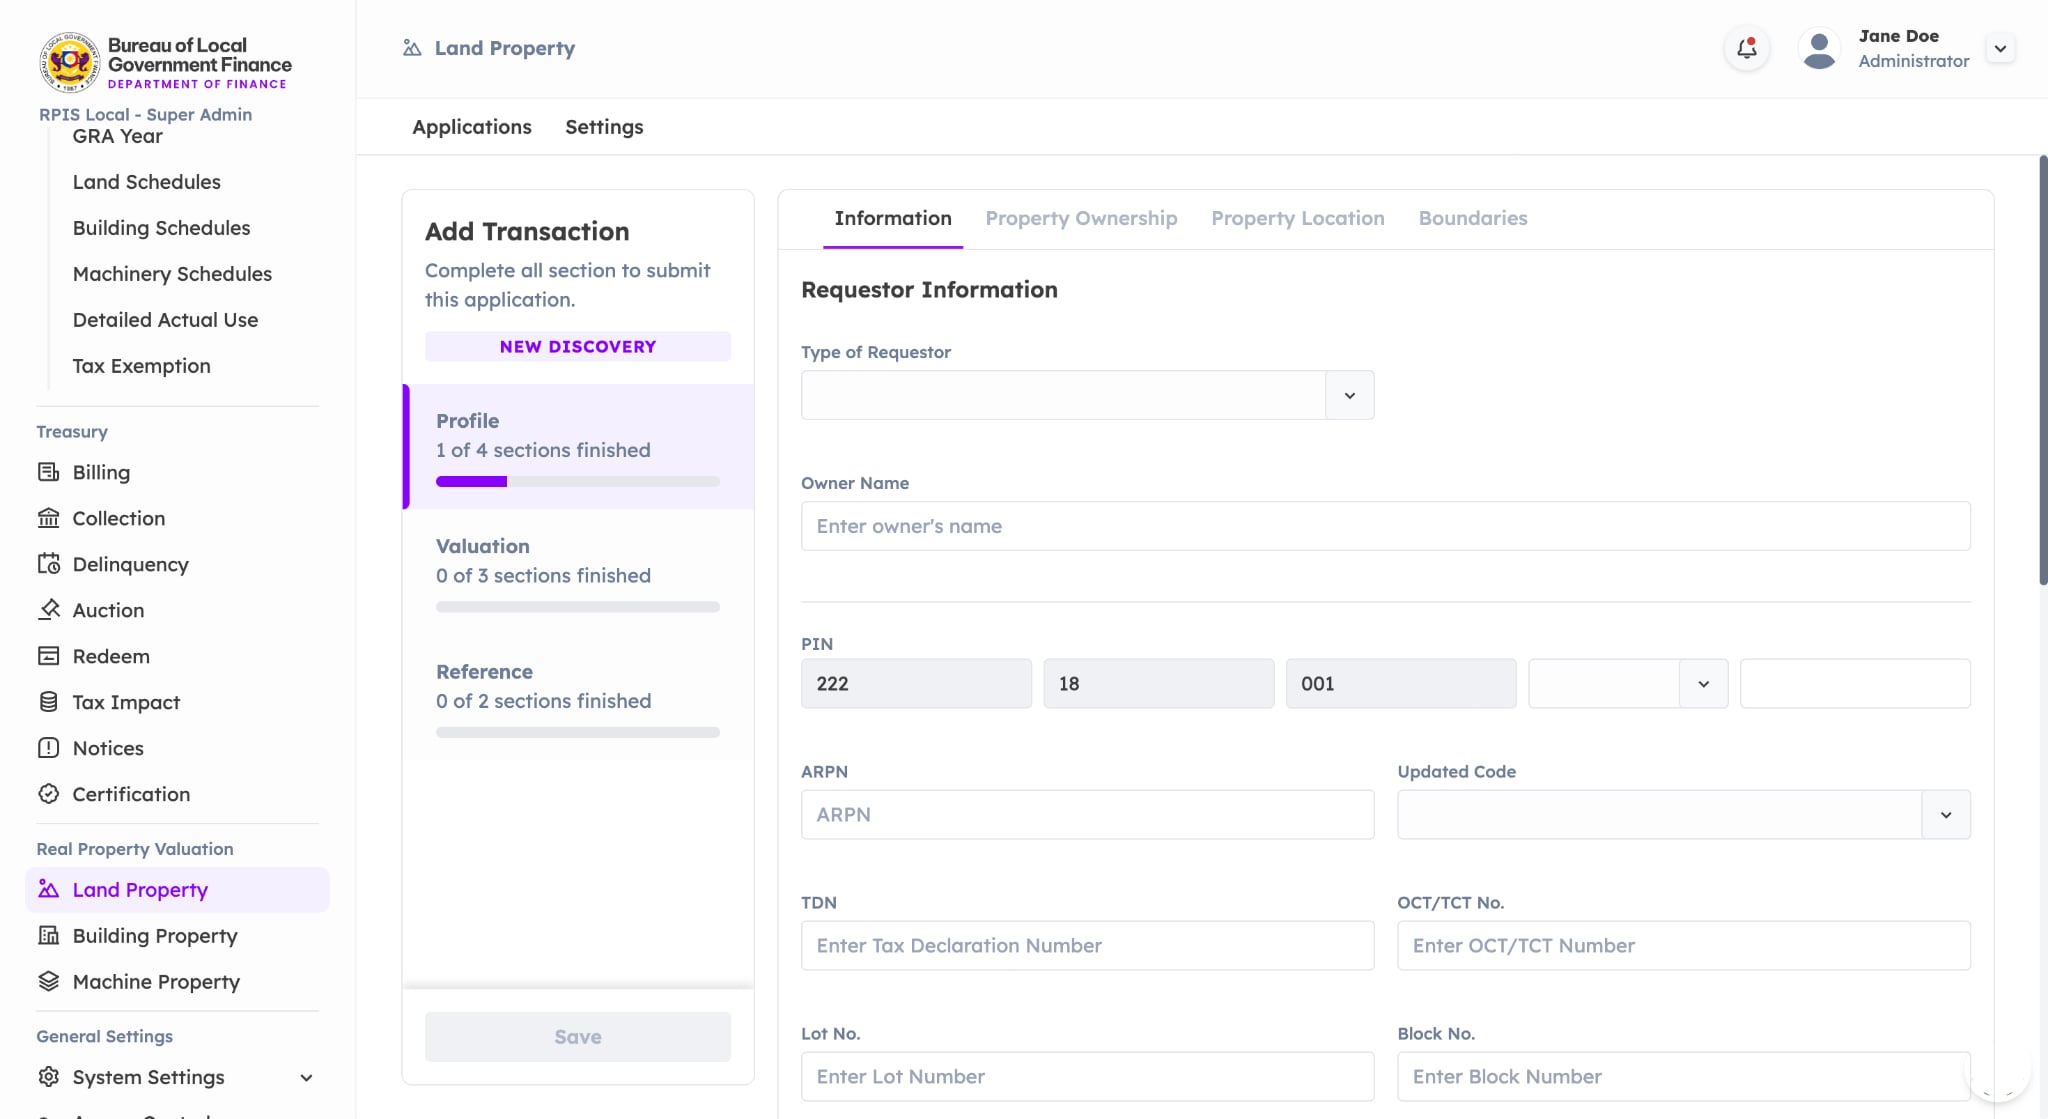 Bureau of Local
Government Finance
DEPARTMENT OF FINANCE
RPIS Local - Super Admin
GRA Year
Land Schedules
Building Schedules
Machinery Schedules
Detailed Actual Use
Tax Exemption
Treasury
Billing
Collection
Delinquency
Auction
Redeem
Tax Impact
Notices
Certification
Real Property Valuation
Land Property
Building Property
Machine Property
General Settings
System Settings
Land Property
Jane Doe
Administrator
Applications
Settings
Add Transaction
Complete all section to submit
this application.
NEW DISCOVERY
Profile
1 of 4 sections finished
Valuation
0 of 3 sections finished
Reference
0 of 2 sections finished
Save
Information
Property Ownership
Property Location
Boundaries
Requestor Information
Type of Requestor
Owner Name
Enter owner's name
PIN
222
18
001
ARPN
ARPN
Updated Code
TDN
Enter Tax Declaration Number
OCT/TCT No.
Enter OCT/TCT Number
Lot No.
Enter Lot Number
Block No.
Enter Block Number